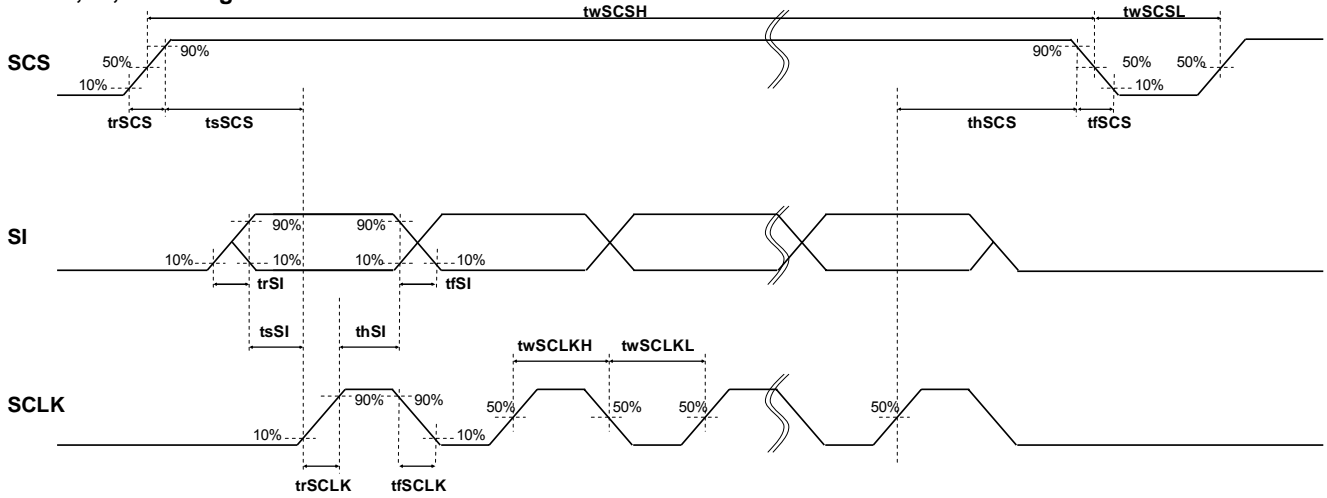 twSCSH twSCSL
SCS
90% 90%
50% 50% 50%
10% 10%
trSCS tsSCS thSCS tfSCS
SI
90% 90%
10% 10% 10% 10%
trSI tfSI
tsSI thSI
twSCLKH twSCLKL
SCLK
90% 90%
50% 50% 50% 50%
10% 10%
trSCLK tfSCLK